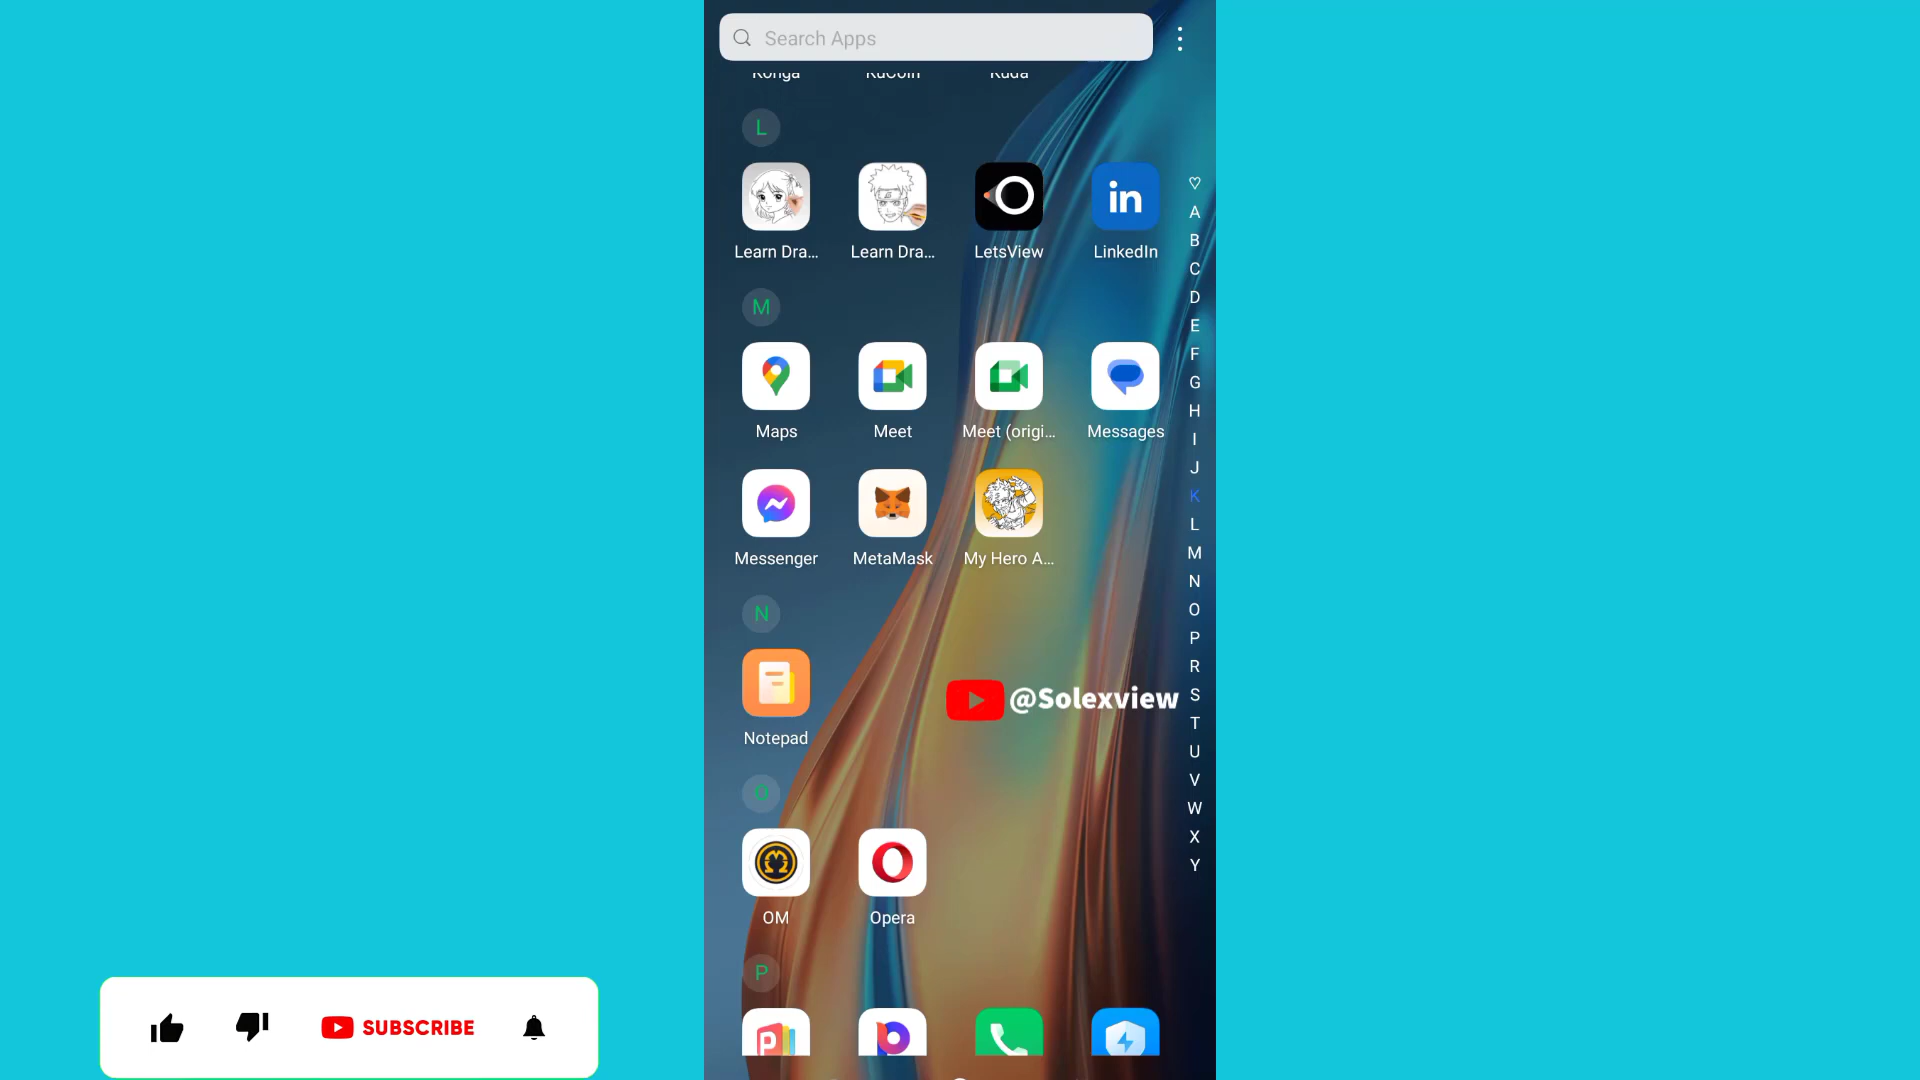 Search Apps
Konga KuCoin Kuda
L
Learn Dra... Learn Dra... LetsView LinkedIn
M
Maps Meet Meet (origi... Messages
Messenger MetaMask My Hero A...
N
Notepad
@Solexview
O
OM Opera
P
♡
A
B
C
D
E
F
G
H
I
J
K
L
M
N
O
P
R
S
T
U
V
W
X
Y
SUBSCRIBE